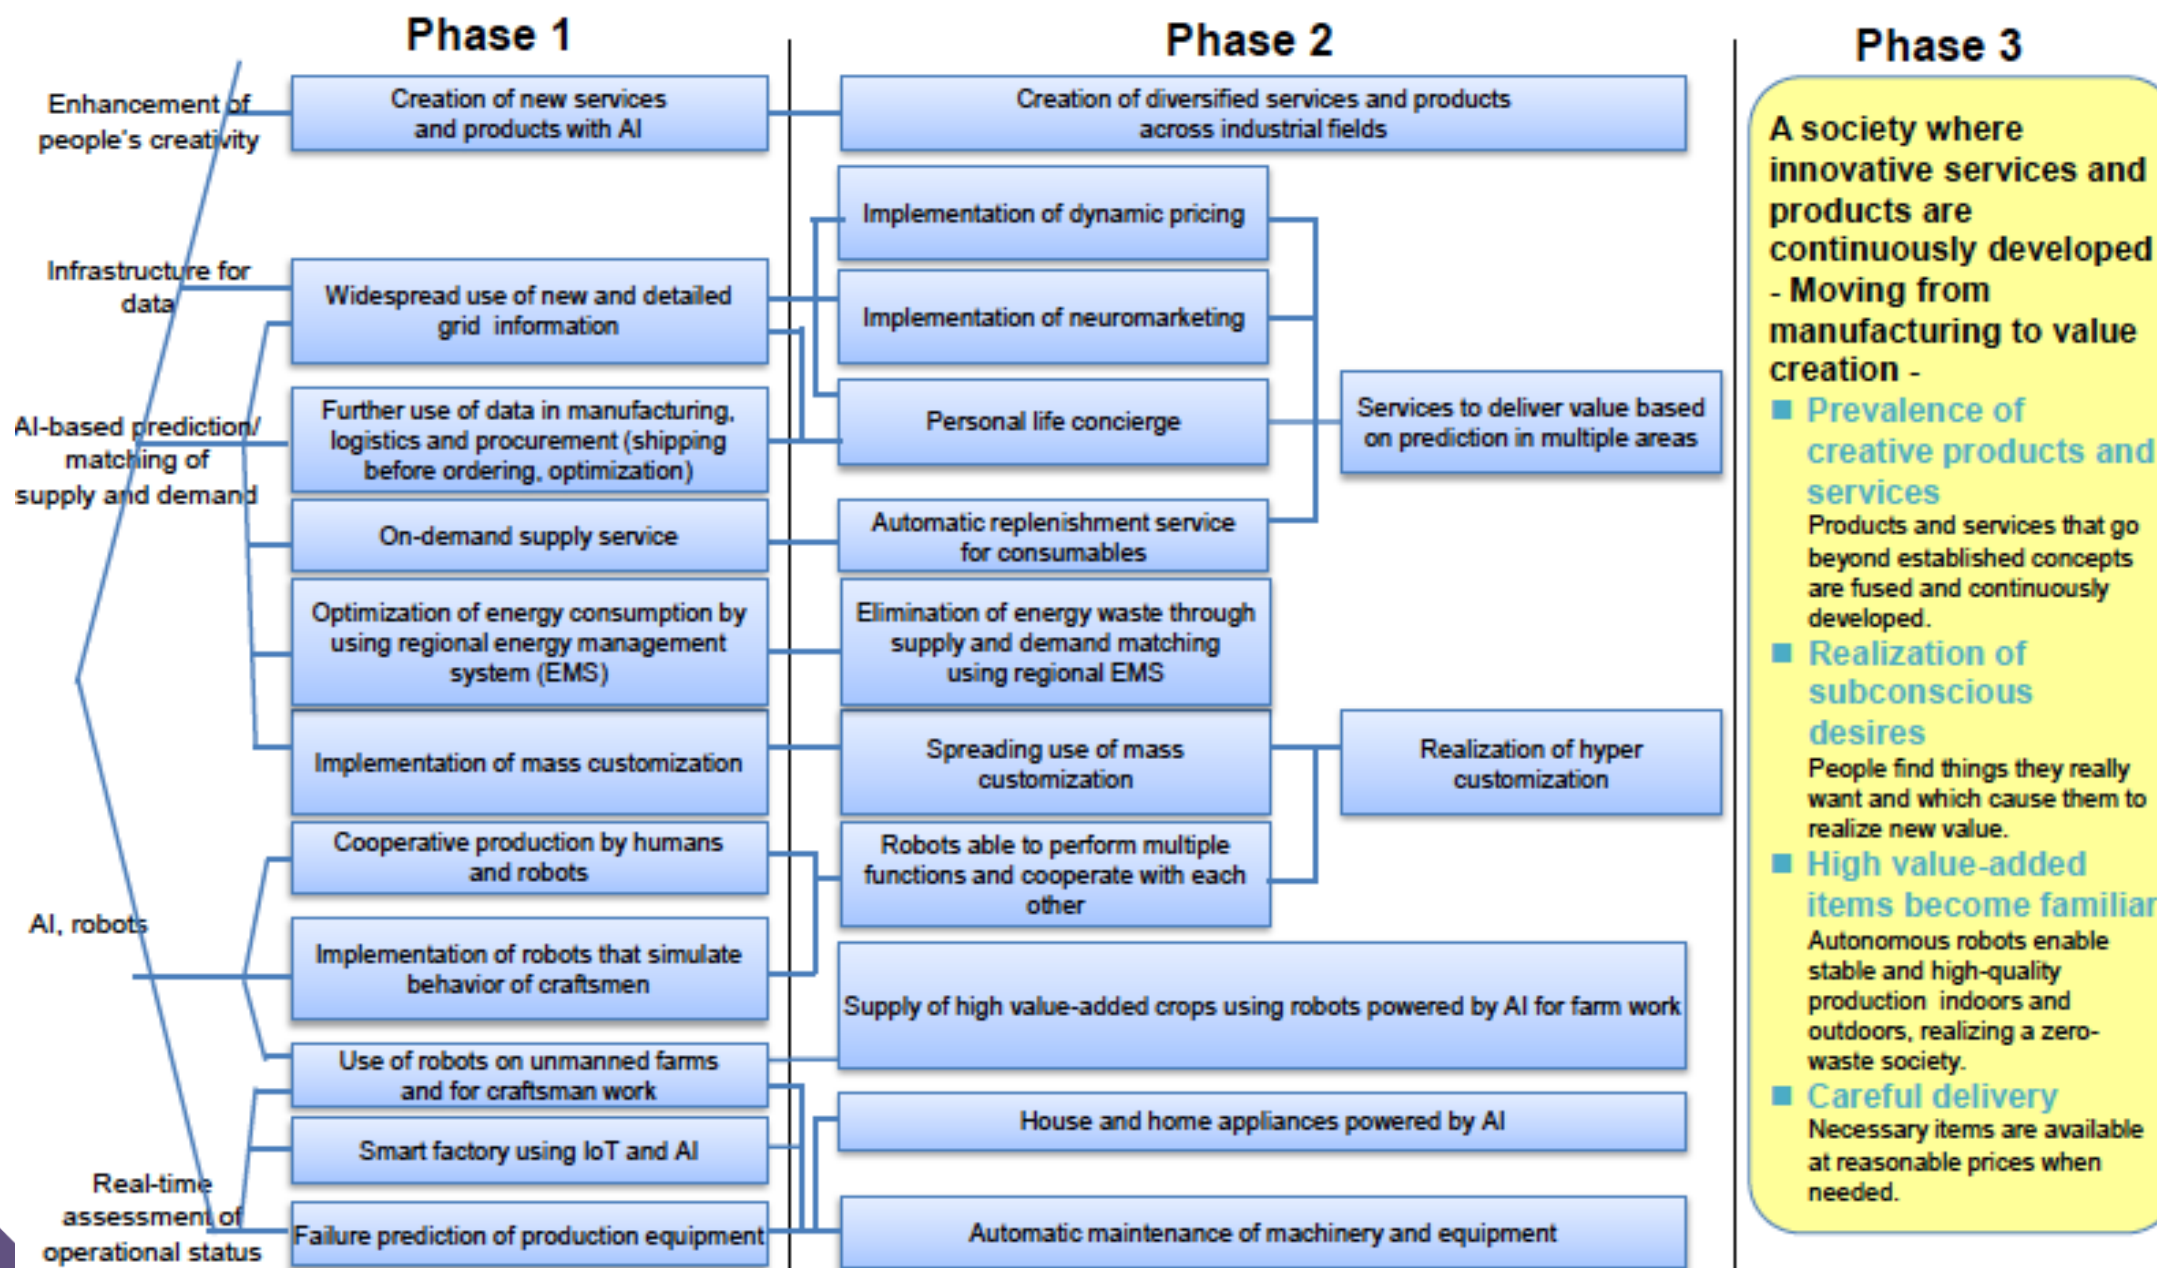 Phase 1
Phase 2
Phase 3
Enhancement of
people's creativity
Creation of new services
and products with AI
Creation of diversified services and products
across industrial fields
Infrastructure for
data
Widespread use of new and detailed
grid information
Implementation of dynamic pricing
Implementation of neuromarketing
AI-based prediction/
matching of
supply and demand
Further use of data in manufacturing,
logistics and procurement (shipping
before ordering, optimization)
Personal life concierge
Services to deliver value based
on prediction in multiple areas
On-demand supply service
Automatic replenishment service
for consumables
Optimization of energy consumption by
using regional energy management
system (EMS)
Elimination of energy waste through
supply and demand matching
using regional EMS
Implementation of mass customization
Spreading use of mass
customization
Realization of hyper
customization
AI, robots
Cooperative production by humans
and robots
Robots able to perform multiple
functions and cooperate with each
other
Implementation of robots that simulate
behavior of craftsmen
Supply of high value-added crops using robots powered by AI for farm work
Use of robots on unmanned farms
and for craftsman work
House and home appliances powered by AI
Smart factory using IoT and AI
Real-time
assessment of
operational status
Failure prediction of production equipment
Automatic maintenance of machinery and equipment
A society where
innovative services and
products are
continuously developed
- Moving from
manufacturing to value
creation -
Prevalence of
creative products and
services
Products and services that go
beyond established concepts
are fused and continuously
developed.
Realization of
subconscious
desires
People find things they really
want and which cause them to
realize new value.
High value-added
items become familiar
Autonomous robots enable
stable and high-quality
production indoors and
outdoors, realizing a zero-
waste society.
Careful delivery
Necessary items are available
at reasonable prices when
needed.